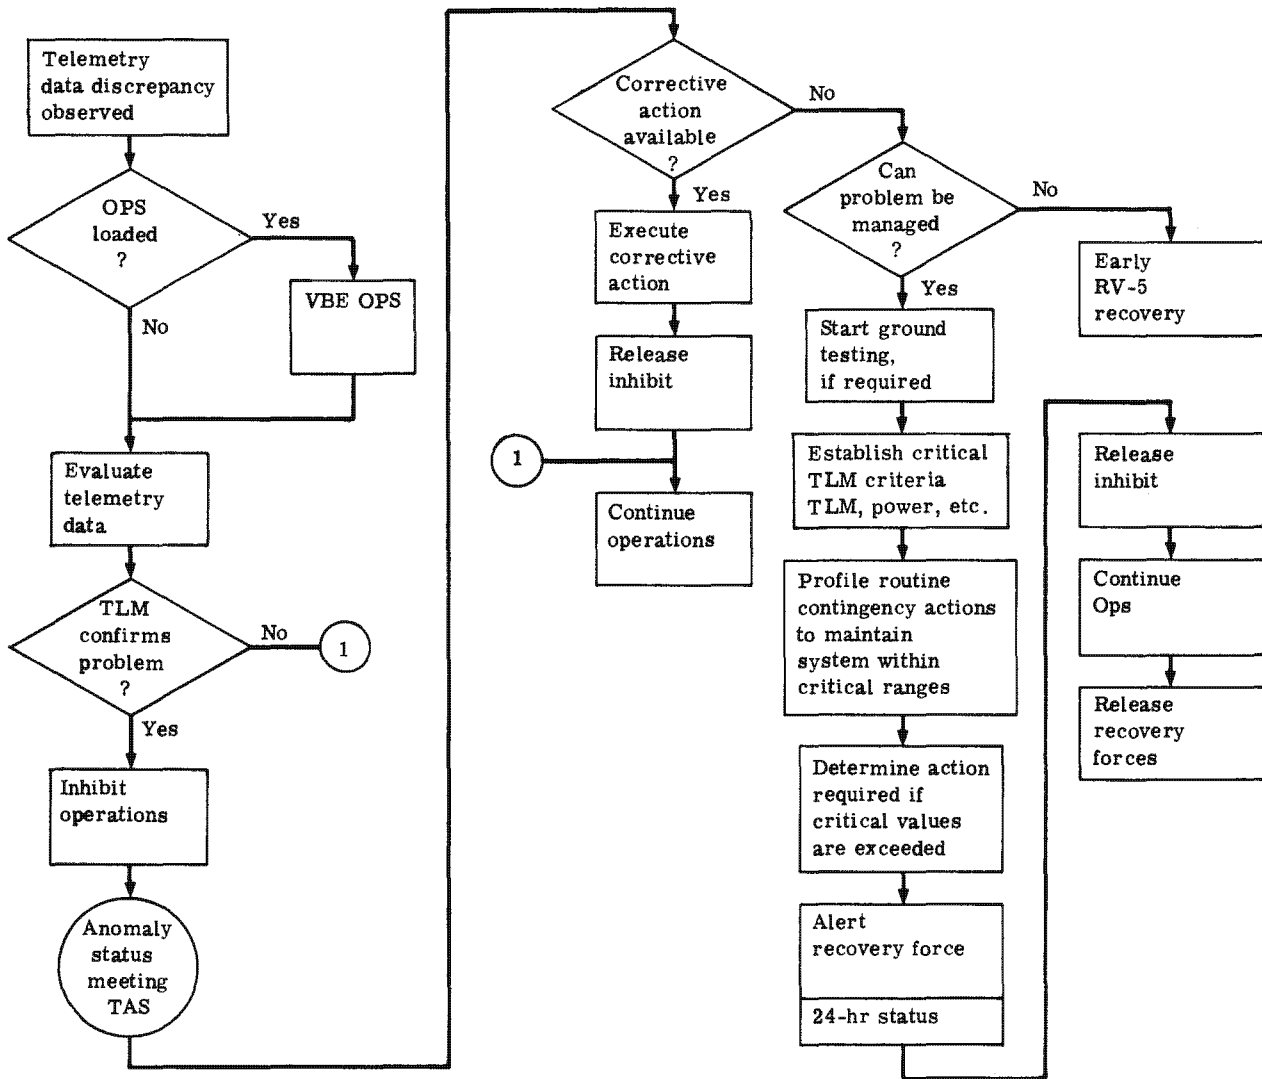 Telemetry
data discrepancy
observed
OPS
loaded
?
Yes
VBE OPS
No
Evaluate
telemetry
data
TLM
confirms
problem
?
No
1
Yes
Inhibit
operations
Anomaly
status
meeting
TAS
Corrective
action
available
?
No
Yes
Execute
corrective
action
Release
inhibit
1
Continue
operations
Can
problem be
managed
?
No
Early
RV-5
recovery
Yes
Start ground
testing,
if required
Establish critical
TLM criteria
TLM, power, etc.
Profile routine
contingency actions
to maintain
system within
critical ranges
Determine action
required if
critical values
are exceeded
Alert
recovery force
24-hr status
Release
inhibit
Continue
Ops
Release
recovery
forces